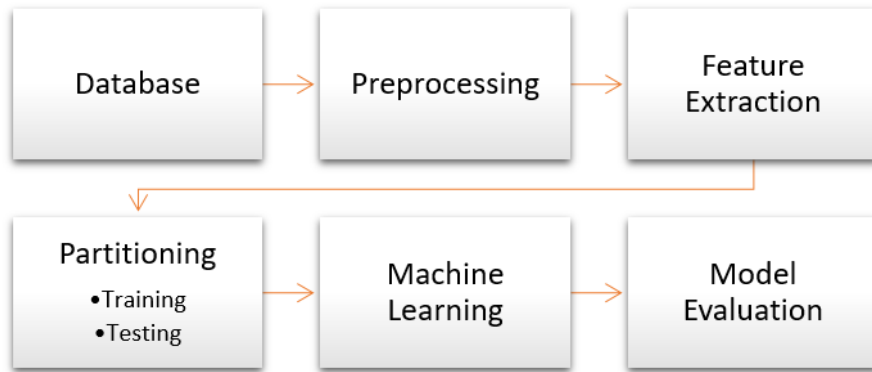 Database
Preprocessing
Feature
Extraction
Partitioning
•Training
•Testing
Machine
Learning
Model
Evaluation